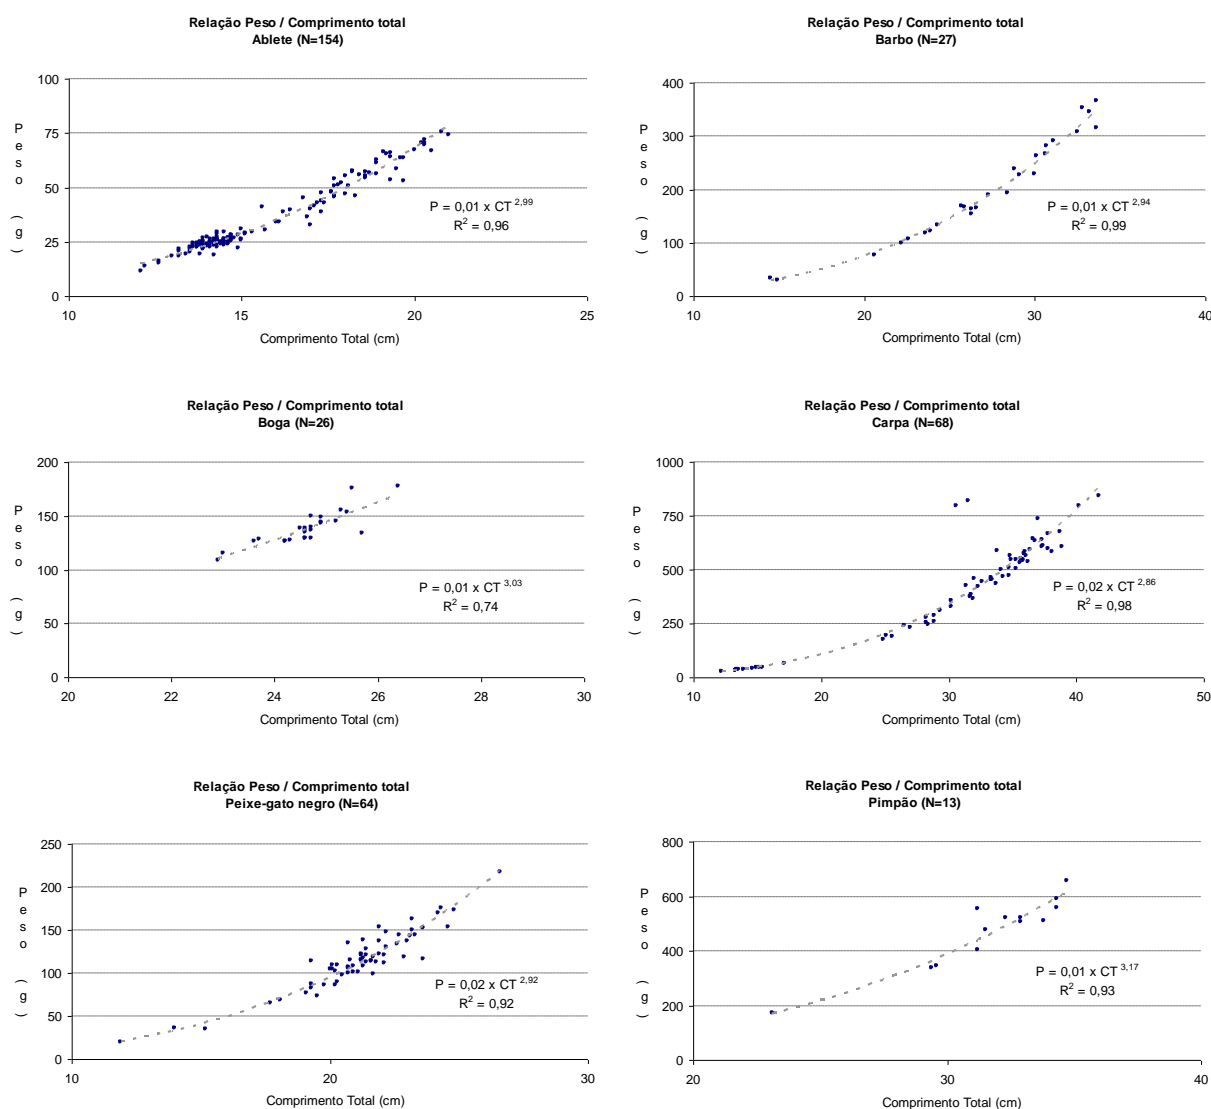 Relação Peso / Comprimento total
Ablete (N=154)
100
75
50
25
0
10
15
20
25
Peso (g)
Comprimento Total (cm)
P = 0,01 x CT 2,99
R2 = 0,96
Relação Peso / Comprimento total
Barbo (N=27)
400
300
200
100
0
10
20
30
40
Peso (g)
Comprimento Total (cm)
P = 0,01 x CT 2,94
R2 = 0,99
Relação Peso / Comprimento total
Boga (N=26)
200
150
100
50
0
20
22
24
26
28
30
Peso (g)
Comprimento Total (cm)
P = 0,01 x CT 3,03
R2 = 0,74
Relação Peso / Comprimento total
Carpa (N=68)
1000
750
500
250
0
10
20
30
40
50
Peso (g)
Comprimento Total (cm)
P = 0,02 x CT 2,86
R2 = 0,98
Relação Peso / Comprimento total
Peixe-gato negro (N=64)
250
200
150
100
50
0
10
20
30
Peso (g)
Comprimento Total (cm)
P = 0,02 x CT 2,92
R2 = 0,92
Relação Peso / Comprimento total
Pimpão (N=13)
800
600
400
200
0
20
30
40
Peso (g)
Comprimento Total (cm)
P = 0,01 x CT 3,17
R2 = 0,93